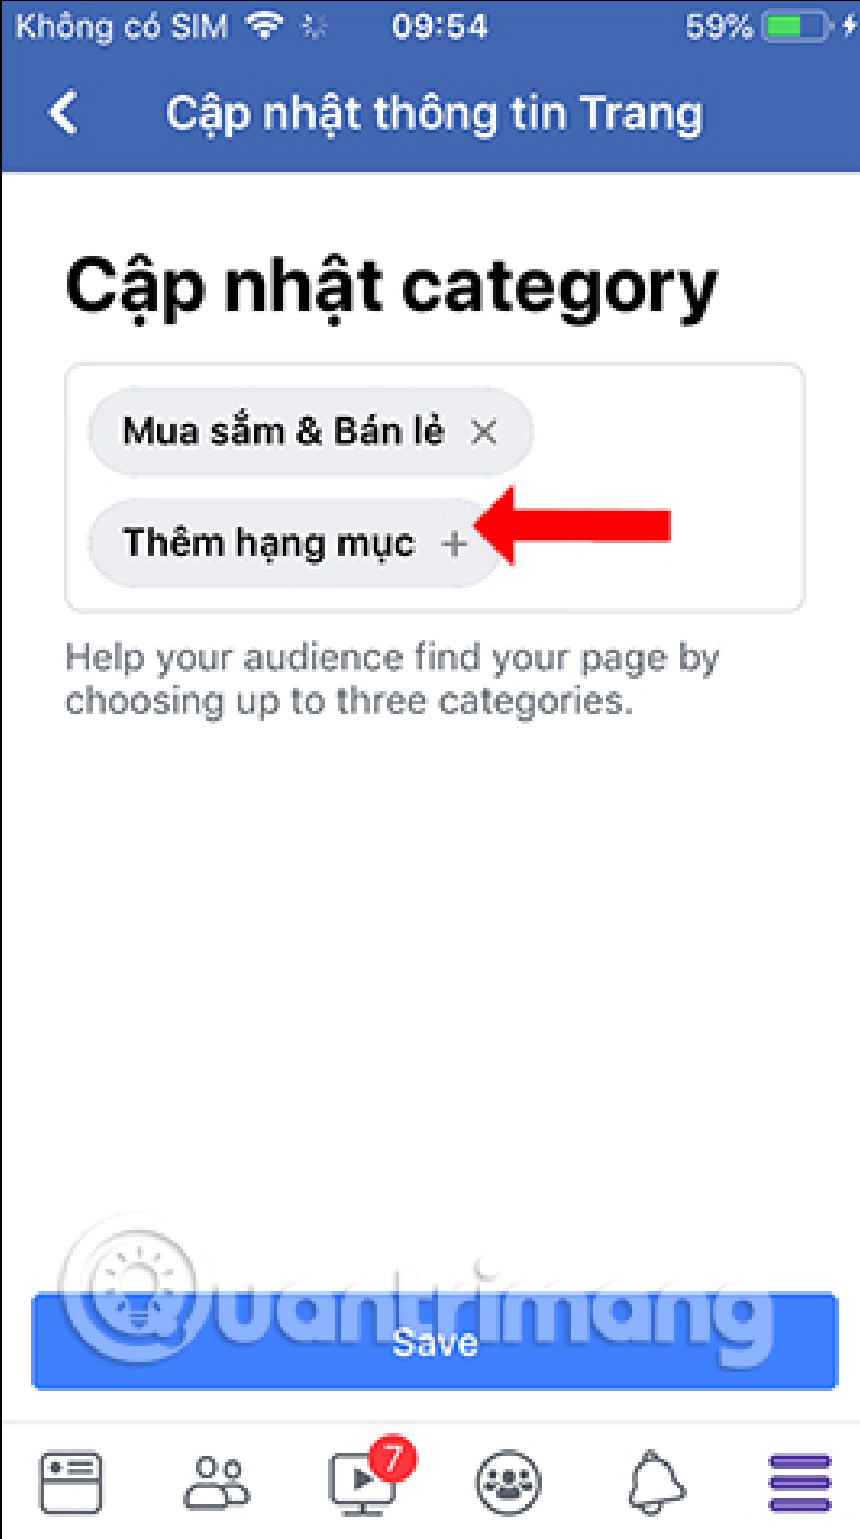 Không có SIM 09:54 59%
Cập nhật thông tin Trang
Cập nhật category
Mua sắm & Bán lẻ ×
Thêm hạng mục +
Help your audience find your page by
choosing up to three categories.
Quantrimang
Save
7